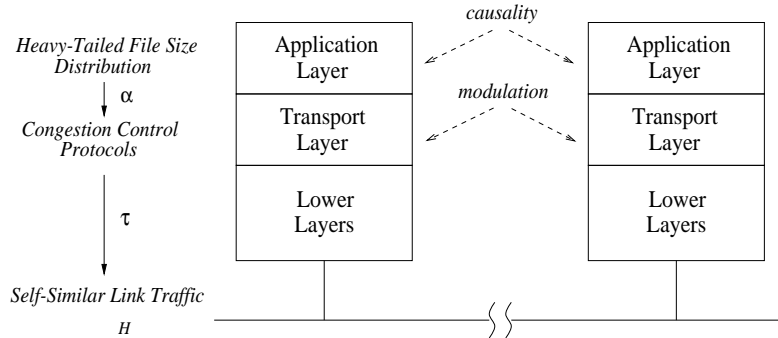 Heavy-Tailed File Size
Distribution
α
Congestion Control
Protocols
τ
Self-Similar Link Traffic
H
Application
Layer
Transport
Layer
Lower
Layers
causality
modulation
Application
Layer
Transport
Layer
Lower
Layers